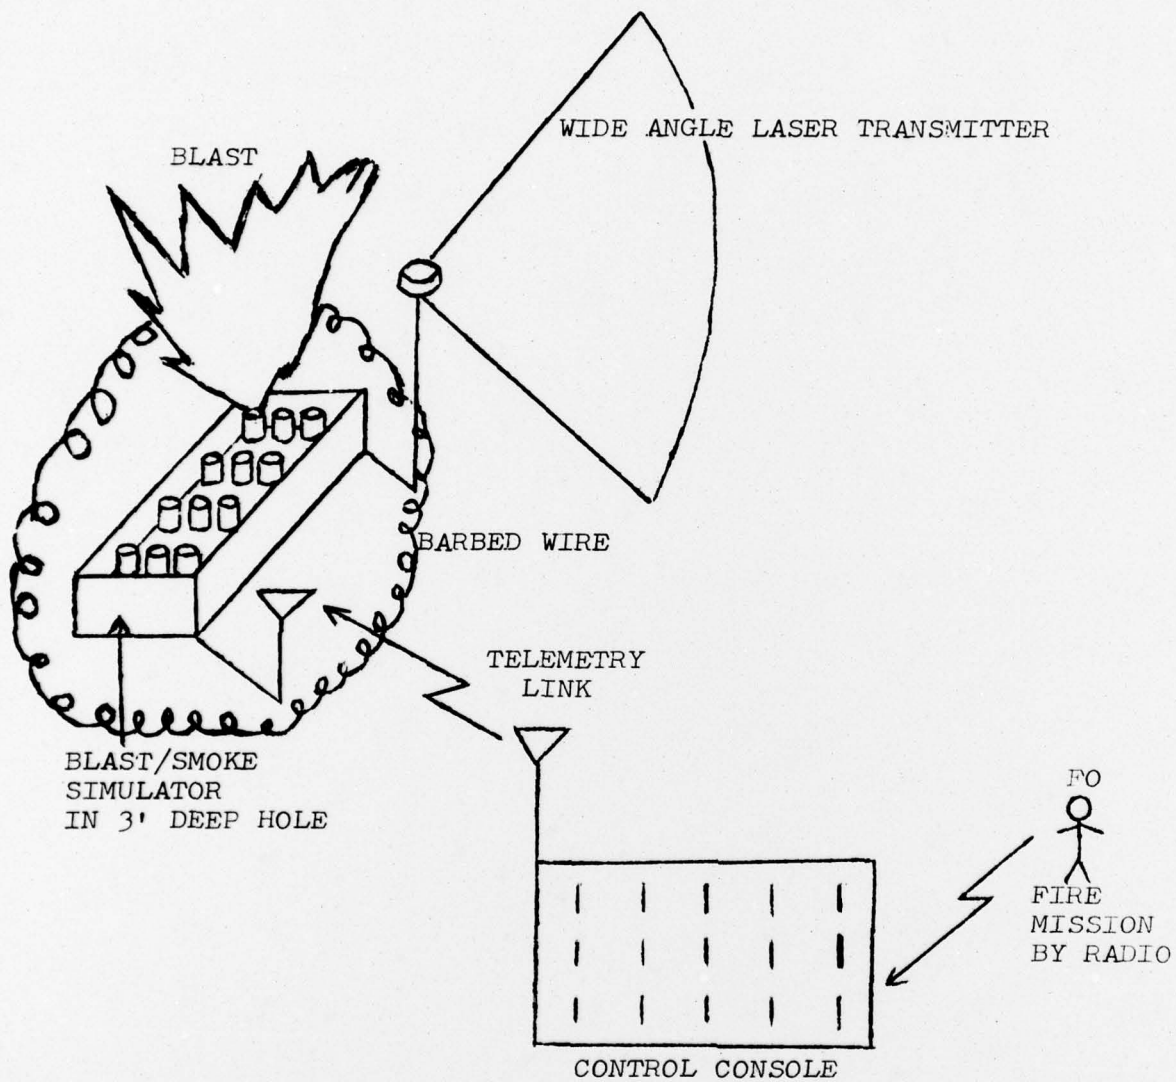 WIDE ANGLE LASER TRANSMITTER
BLAST
BARBED WIRE
TELEMETRY
LINK
BLAST/SMOKE
SIMULATOR
IN 3' DEEP HOLE
FO
FIRE
MISSION
BY RADIO
CONTROL CONSOLE